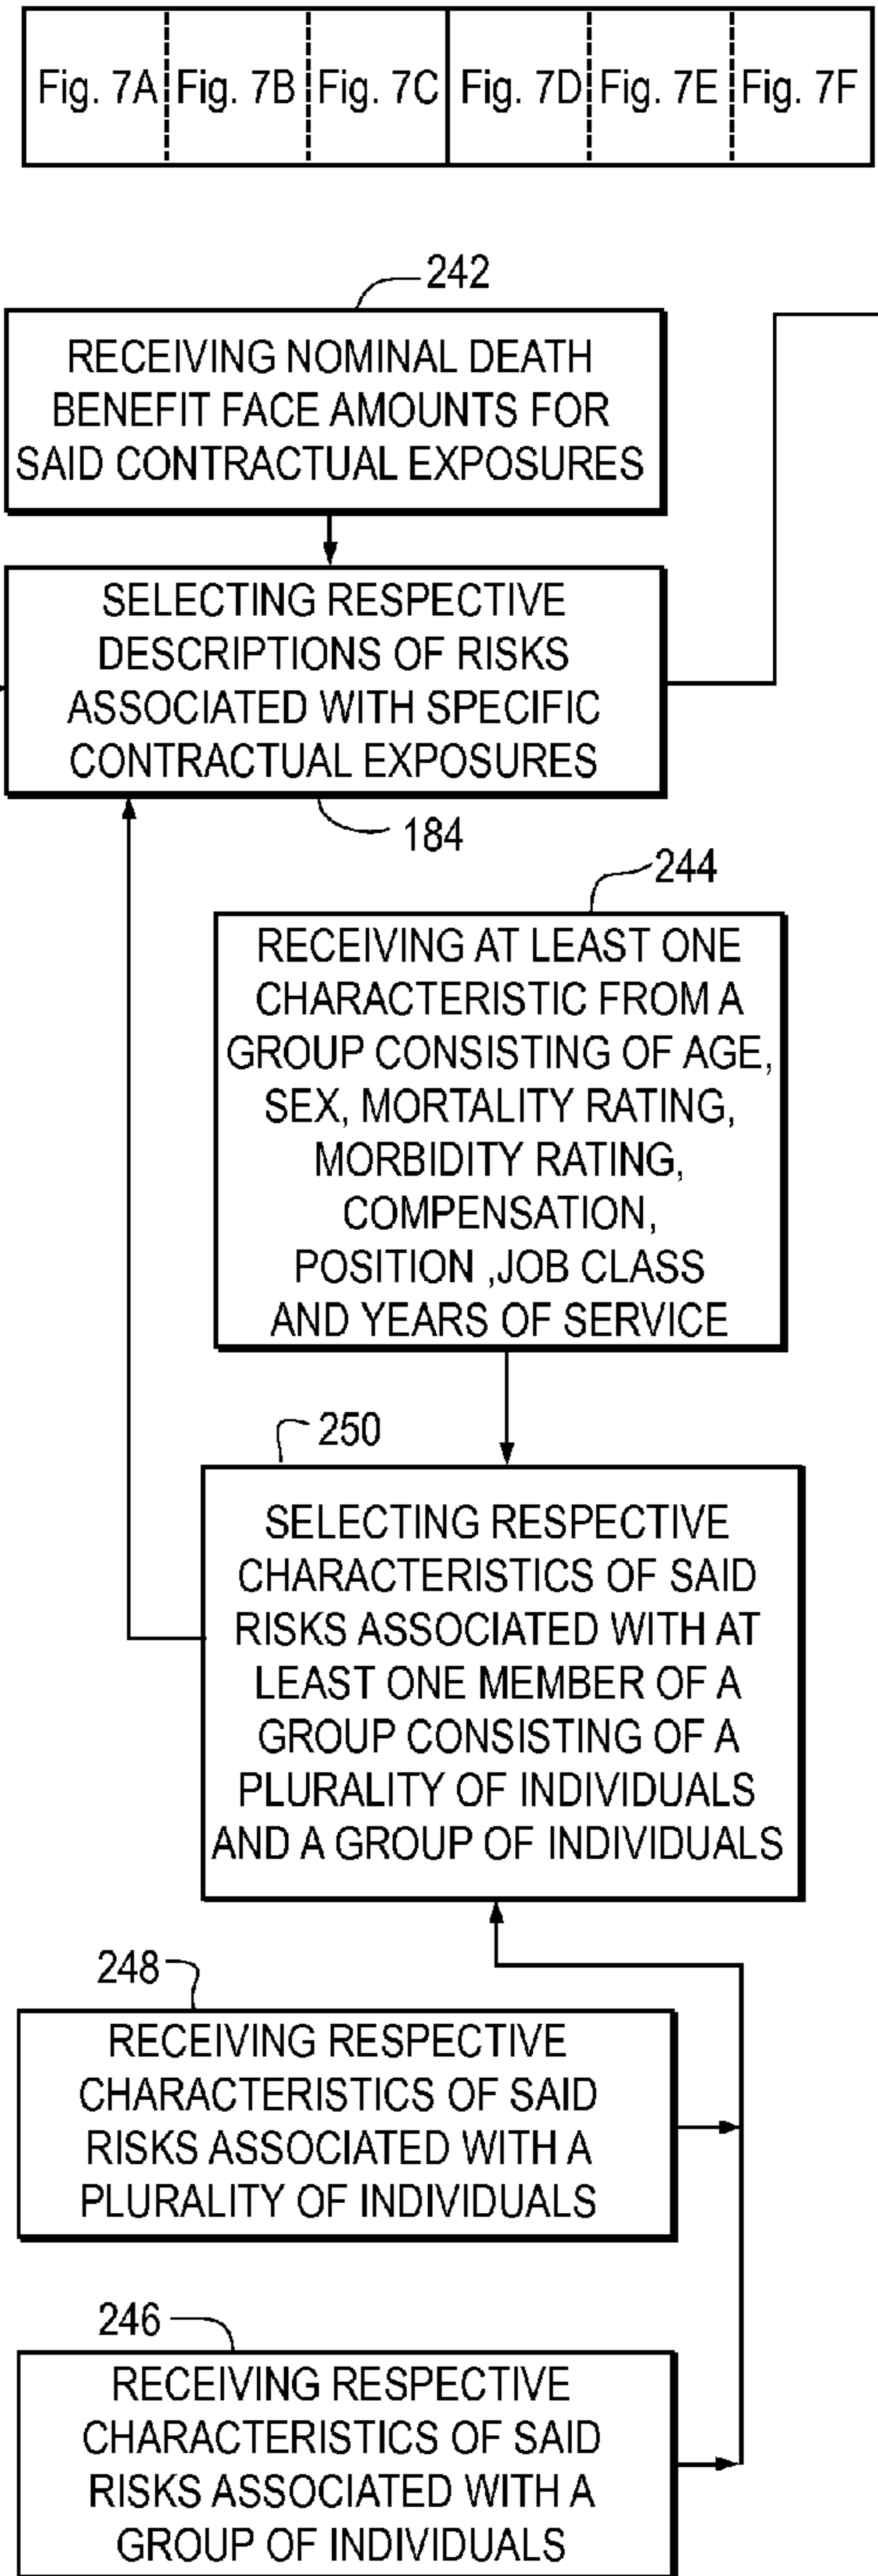 Fig. 7A Fig. 7B Fig. 7C Fig. 7D Fig. 7E Fig. 7F
242
RECEIVING NOMINAL DEATH
BENEFIT FACE AMOUNTS FOR
SAID CONTRACTUAL EXPOSURES
SELECTING RESPECTIVE
DESCRIPTIONS OF RISKS
ASSOCIATED WITH SPECIFIC
CONTRACTUAL EXPOSURES
184
244
RECEIVING AT LEAST ONE
CHARACTERISTIC FROM A
GROUP CONSISTING OF AGE,
SEX, MORTALITY RATING,
MORBIDITY RATING,
COMPENSATION,
POSITION ,JOB CLASS
AND YEARS OF SERVICE
250
SELECTING RESPECTIVE
CHARACTERISTICS OF SAID
RISKS ASSOCIATED WITH AT
LEAST ONE MEMBER OF A
GROUP CONSISTING OF A
PLURALITY OF INDIVIDUALS
AND A GROUP OF INDIVIDUALS
248
RECEIVING RESPECTIVE
CHARACTERISTICS OF SAID
RISKS ASSOCIATED WITH A
PLURALITY OF INDIVIDUALS
246
RECEIVING RESPECTIVE
CHARACTERISTICS OF SAID
RISKS ASSOCIATED WITH A
GROUP OF INDIVIDUALS